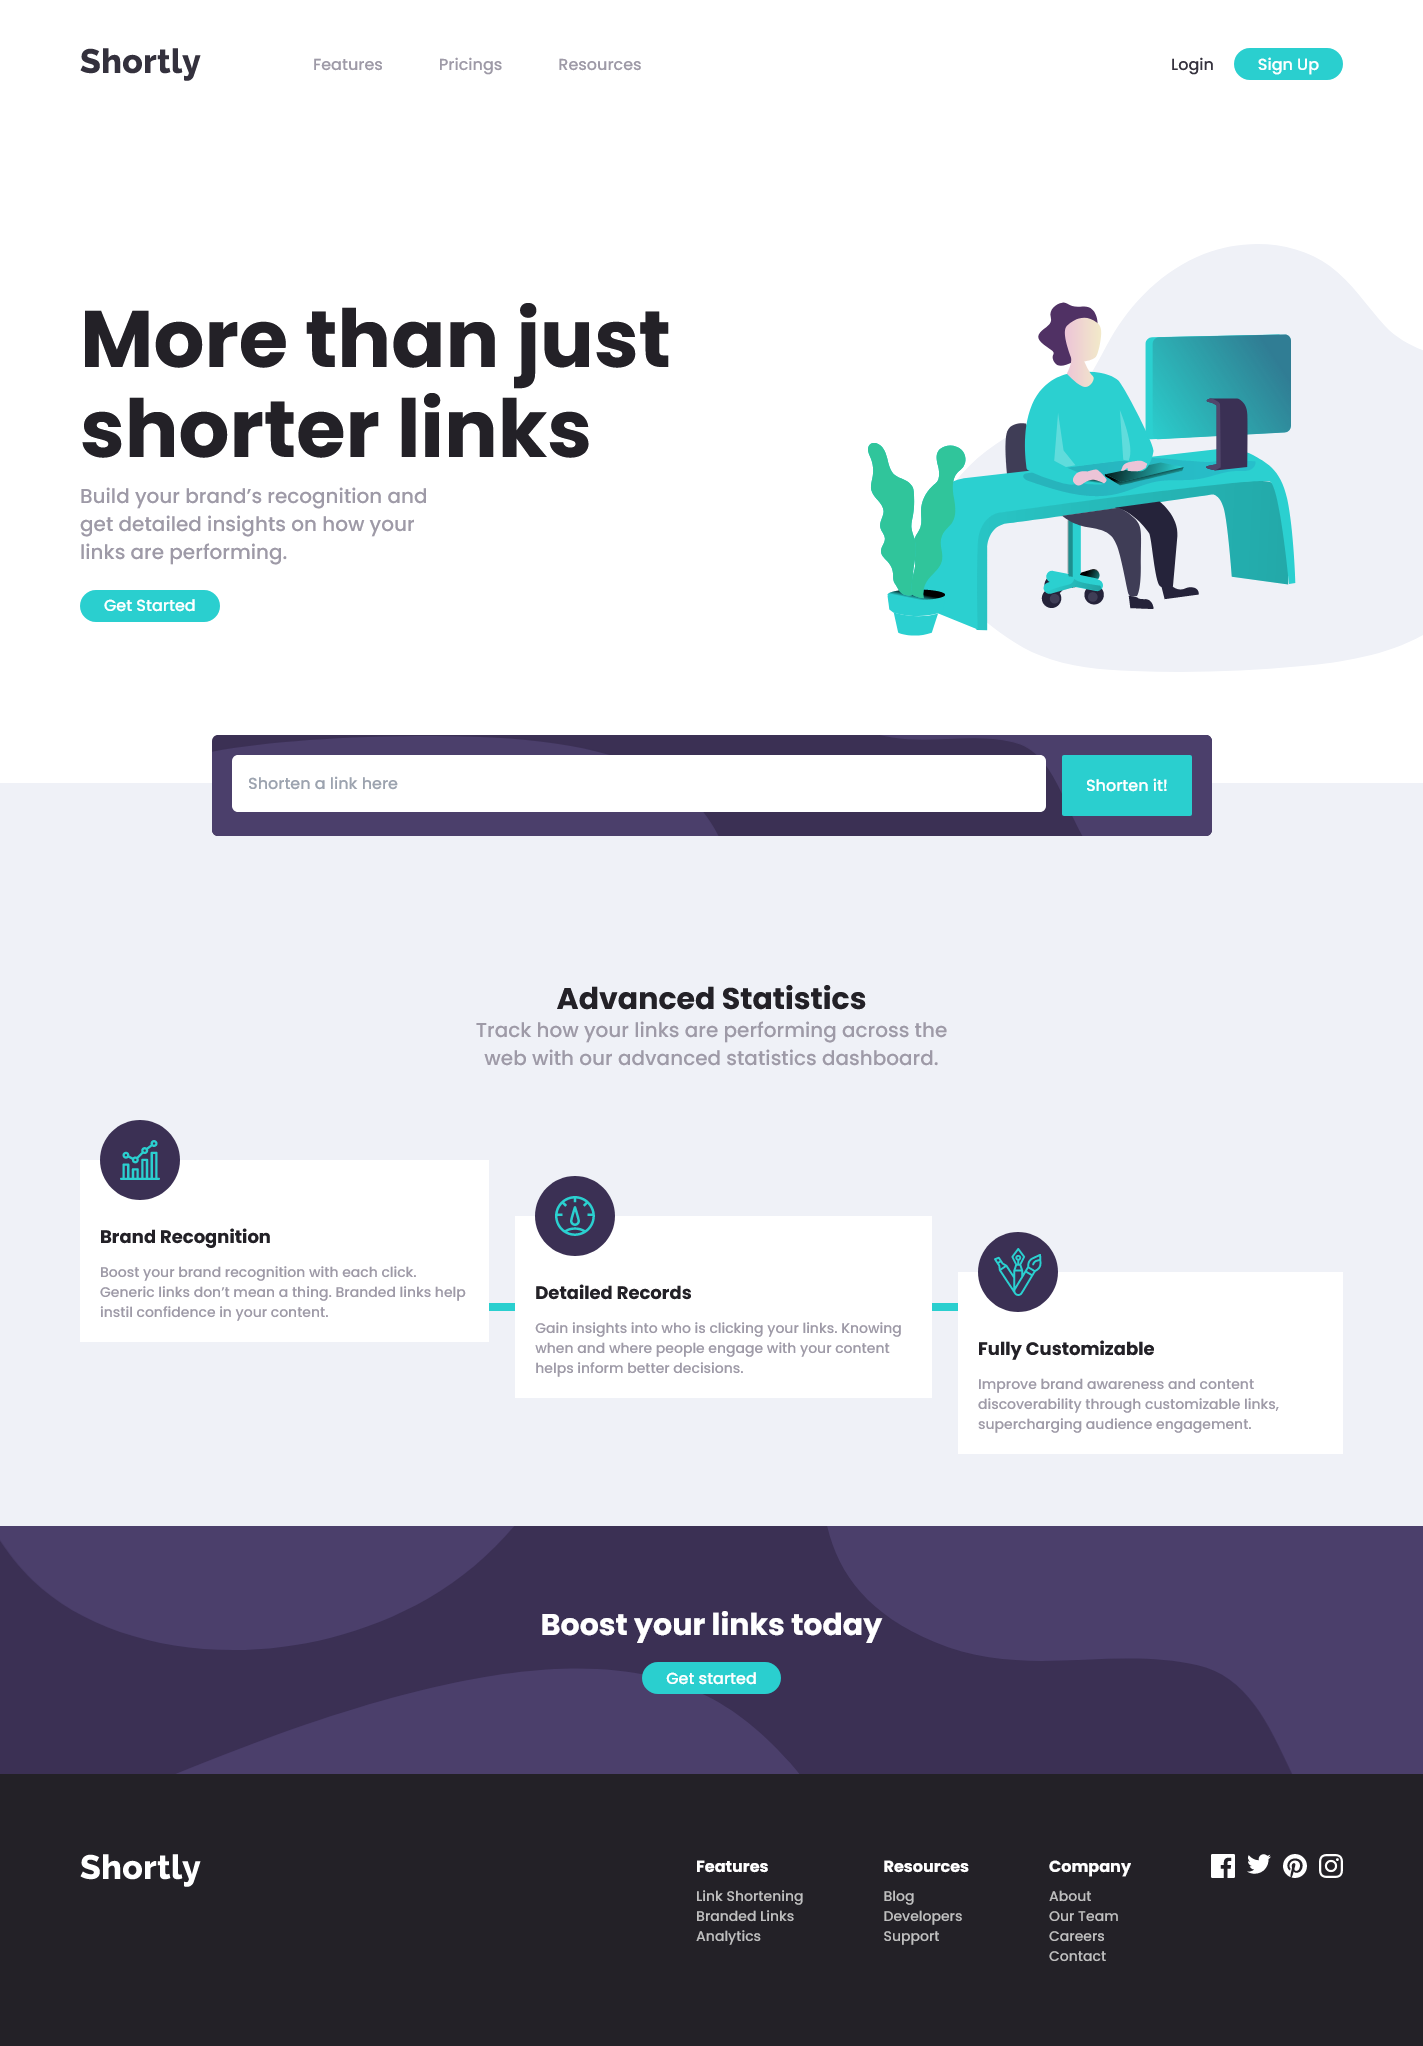 Shortly
Features
Pricings
Resources
Login
Sign Up
More than just
shorter links
Build your brand’s recognition and
get detailed insights on how your
links are performing.
Get Started
Shorten a link here
Shorten it!
Advanced Statistics
Track how your links are performing across the
web with our advanced statistics dashboard.
Brand Recognition
Boost your brand recognition with each click.
Generic links don’t mean a thing. Branded links help
instil confidence in your content.
Detailed Records
Gain insights into who is clicking your links. Knowing
when and where people engage with your content
helps inform better decisions.
Fully Customizable
Improve brand awareness and content
discoverability through customizable links,
supercharging audience engagement.
Boost your links today
Get started
Shortly
Features
Link Shortening
Branded Links
Analytics
Resources
Blog
Developers
Support
Company
About
Our Team
Careers
Contact